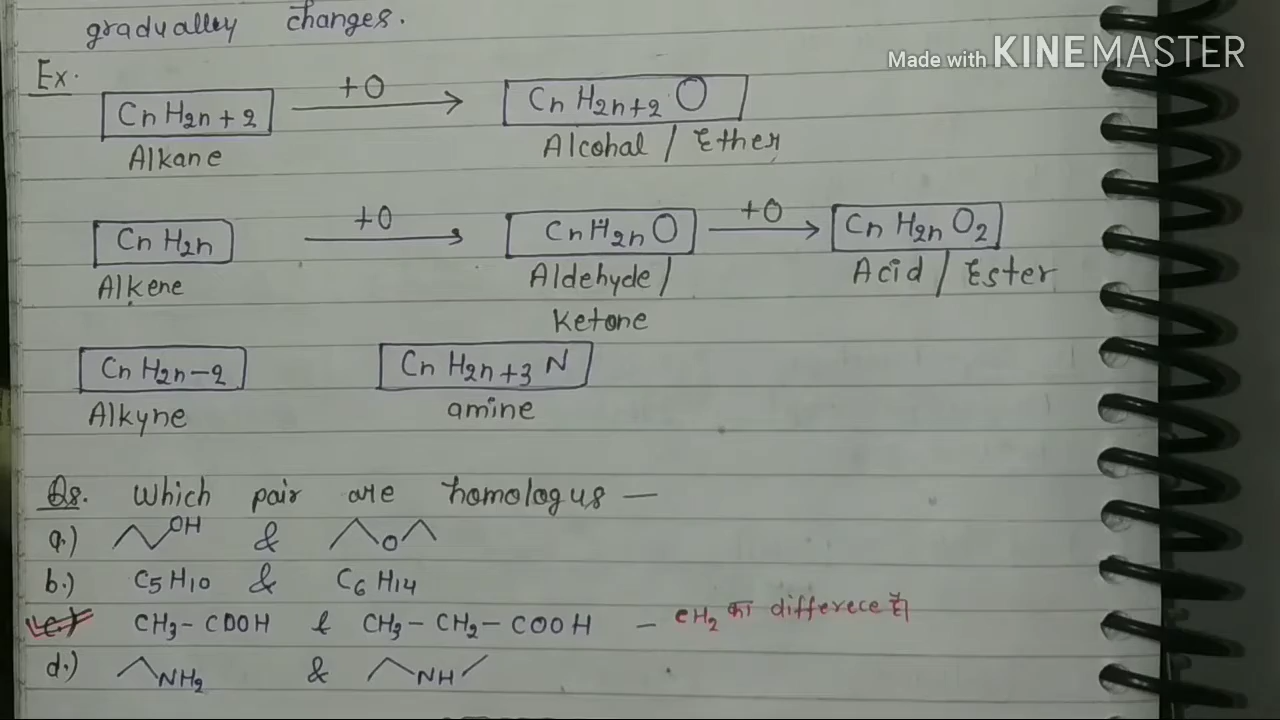 gradualley changes.
Made with KINEMASTER
Ex.
CnH2n+2 +O CnH2n+2O
Alkane Alcohal / Ether
CnH2n +O CnH2nO +O CnH2nO2
Alkene Aldehyde/ Acid / Ester
Ketone
CnH2n-2 CnH2n+3N
Alkyne amine
Qs. Which pair are homologus —
a.) OH & O
b.) C5H10 & C6H14
c.) CH3-COOH & CH3-CH2-COOH — CH2 का differece है।
d.) NH2 & NH